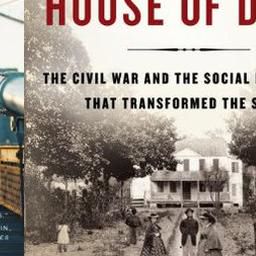 HOUSE OF D
THE CIVIL WAR AND THE SOCIAL
THAT TRANSFORMED THE S